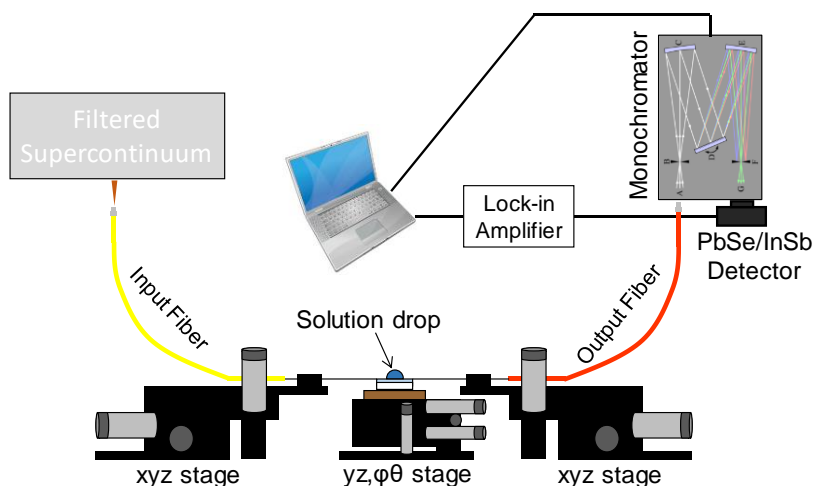 Filtered
Supercontinuum
Monochromator
A
B
C
D
E
F
G
Lock-in
Amplifier
PbSe/InSb
Detector
Input Fiber
Solution drop
Output Fiber
xyz stage
yz,φθ stage
xyz stage